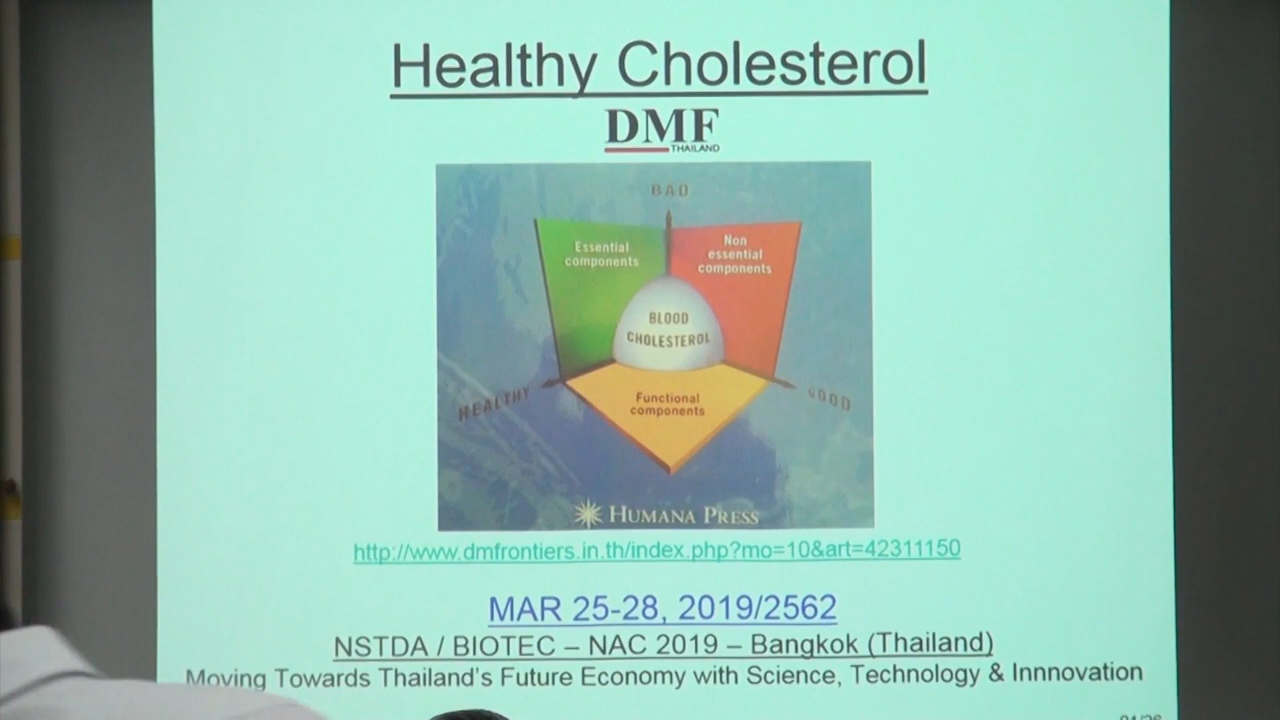 Healthy Cholesterol
DMF
THAILAND
BAD
Essential
components
Non
essential
components
BLOOD
CHOLESTEROL
HEALTHY
GOOD
Functional
components
HUMANA PRESS
http://www.dmfrontiers.in.th/index.php?mo=10&art=42311150
MAR 25-28, 2019/2562
NSTDA / BIOTEC – NAC 2019 – Bangkok (Thailand)
Moving Towards Thailand's Future Economy with Science, Technology & Innnovation